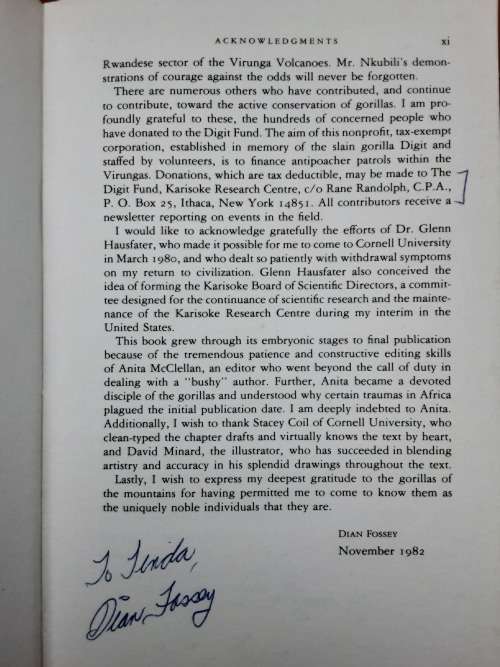 ACKNOWLEDGMENTS xi
Rwandese sector of the Virunga Volcanoes. Mr. Nkubili's demon-
strations of courage against the odds will never be forgotten.
There are numerous others who have contributed, and continue
to contribute, toward the active conservation of gorillas. I am pro-
foundly grateful to these, the hundreds of concerned people who
have donated to the Digit Fund. The aim of this nonprofit, tax-exempt
corporation, established in memory of the slain gorilla Digit and
staffed by volunteers, is to finance antipoacher patrols within the
Virungas. Donations, which are tax deductible, may be made to The
Digit Fund, Karisoke Research Centre, c/o Rane Randolph, C.P.A.,
P. O. Box 25, Ithaca, New York 14851. All contributors receive a
newsletter reporting on events in the field.
I would like to acknowledge gratefully the efforts of Dr. Glenn
Hausfater, who made it possible for me to come to Cornell University
in March 1980, and who dealt so patiently with withdrawal symptoms
on my return to civilization. Glenn Hausfater also conceived the
idea of forming the Karisoke Board of Scientific Directors, a commit-
tee designed for the continuance of scientific research and the mainte-
nance of the Karisoke Research Centre during my interim in the
United States.
This book grew through its embryonic stages to final publication
because of the tremendous patience and constructive editing skills
of Anita McClellan, an editor who went beyond the call of duty in
dealing with a "bushy" author. Further, Anita became a devoted
disciple of the gorillas and understood why certain traumas in Africa
plagued the initial publication date. I am deeply indebted to Anita.
Additionally, I wish to thank Stacey Coil of Cornell University, who
clean-typed the chapter drafts and virtually knows the text by heart,
and David Minard, the illustrator, who has succeeded in blending
artistry and accuracy in his splendid drawings throughout the text.
Lastly, I wish to express my deepest gratitude to the gorillas of
the mountains for having permitted me to come to know them as
the uniquely noble individuals that they are.
DIAN FOSSEY
November 1982
To Linda,
Dian Fossey